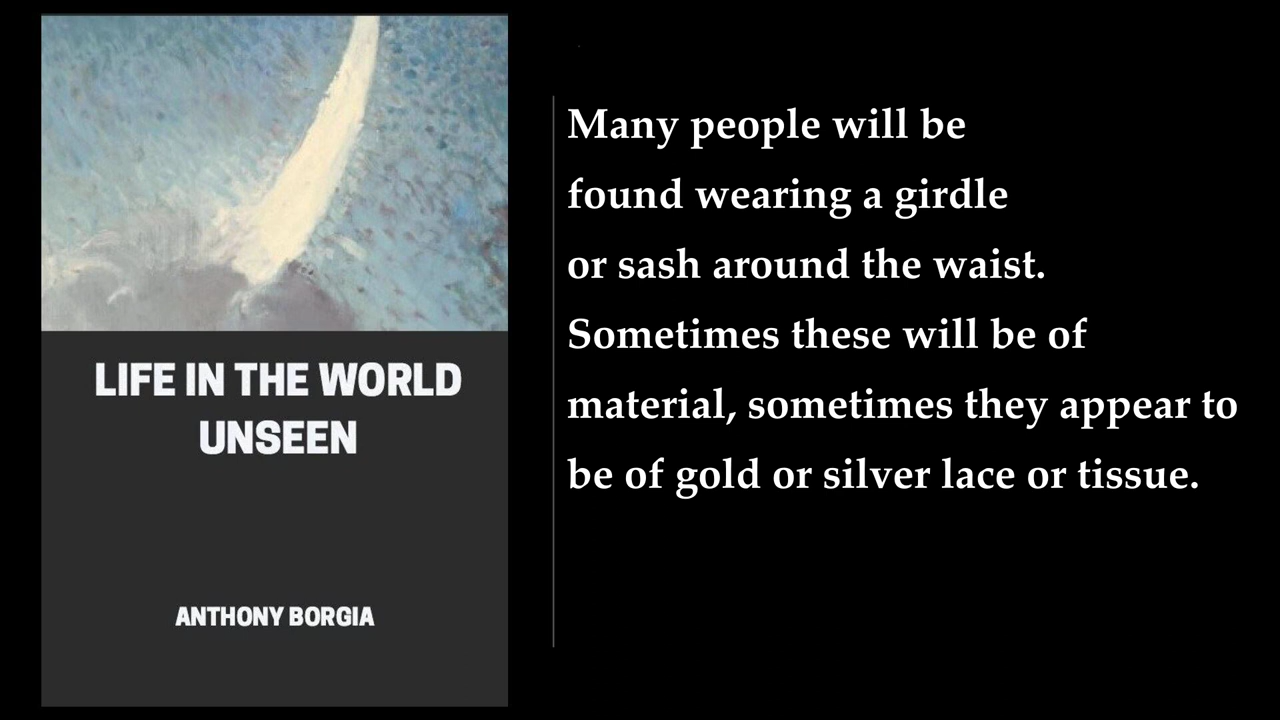 LIFE IN THE WORLD
UNSEEN
ANTHONY BORGIA
Many people will be
found wearing a girdle
or sash around the waist.
Sometimes these will be of
material, sometimes they appear to
be of gold or silver lace or tissue.